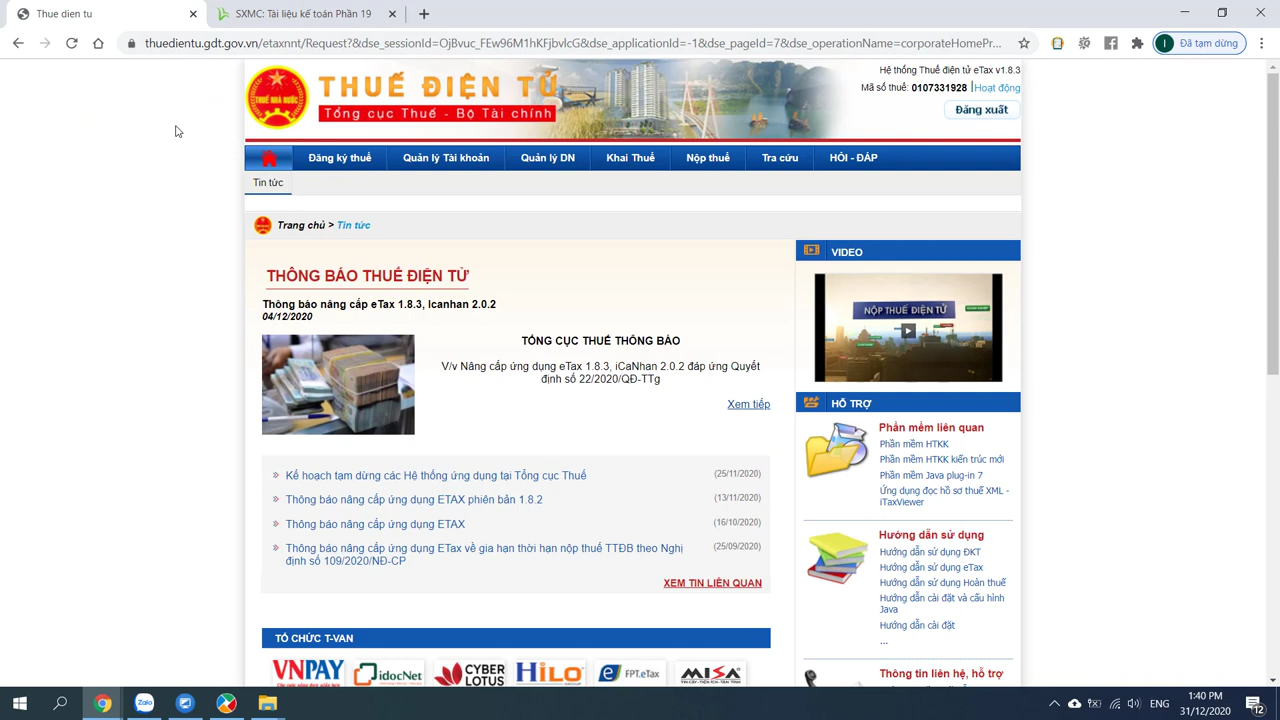 Thue dien tu
SXMC: Tài liệu kế toán Phần 19
thuedientu.gdt.gov.vn/etaxnnt/Request?&dse_sessionId=OjBvuc_FEw96M1hKFjbvlcG&dse_applicationId=-1&dse_pageId=7&dse_operationName=corporateHomePr...
Đã tạm dừng
THUẾ NHÀ NƯỚC
THUẾ ĐIỆN TỬ
Tổng cục Thuế - Bộ Tài chính
Hệ thống Thuế điện tử eTax v1.8.3
Mã số thuế: 0107331928 | Hoạt động
Đăng xuất
Đăng ký thuế Quản lý Tài khoản Quản lý DN Khai Thuế Nộp thuế Tra cứu HỎI - ĐÁP
Tin tức
Trang chủ > Tin tức
THÔNG BÁO THUẾ ĐIỆN TỬ
Thông báo nâng cấp eTax 1.8.3, icanhan 2.0.2
04/12/2020
TỔNG CỤC THUẾ THÔNG BÁO
V/v Nâng cấp ứng dụng eTax 1.8.3, iCaNhan 2.0.2 đáp ứng Quyết
định số 22/2020/QĐ-TTg
Xem tiếp
Kế hoạch tạm dừng các Hệ thống ứng dụng tại Tổng cục Thuế (25/11/2020)
Thông báo nâng cấp ứng dụng ETAX phiên bản 1.8.2 (13/11/2020)
Thông báo nâng cấp ứng dụng ETAX (16/10/2020)
Thông báo nâng cấp ứng dụng ETax về gia hạn thời hạn nộp thuế TTĐB theo Nghị (25/09/2020)
định số 109/2020/NĐ-CP
XEM TIN LIÊN QUAN
TỔ CHỨC T-VAN
VNPAY
idocNet
CYBER
LOTUS
HILO
FPT.eTax
MISA
VIDEO
NỘP THUẾ ĐIỆN TỬ
HỖ TRỢ
Phần mềm liên quan
Phần mềm HTKK
Phần mềm HTKK kiến trúc mới
Phần mềm Java plug-in 7
Ứng dụng đọc hồ sơ thuế XML -
iTaxViewer
Hướng dẫn sử dụng
Hướng dẫn sử dụng ĐKT
Hướng dẫn sử dụng eTax
Hướng dẫn sử dụng Hoàn thuế
Hướng dẫn cài đặt và cấu hình
Java
Hướng dẫn cài đặt
...
Thông tin liên hệ, hỗ trợ
Zalo
ENG
1:40 PM
31/12/2020
12